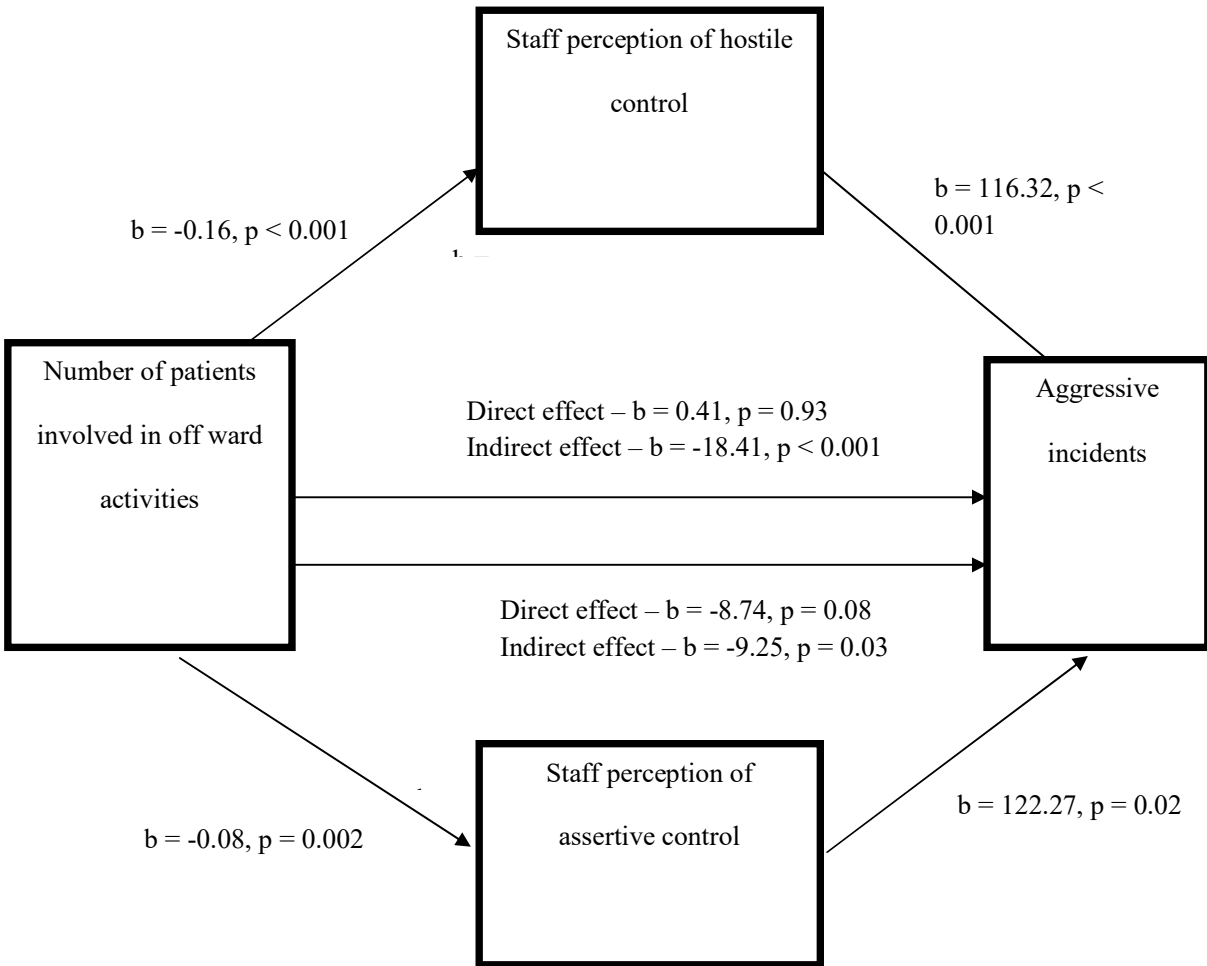 Staff perception of hostile
control
b = 116.32, p <
0.001
b = -0.16, p < 0.001
Number of patients
involved in off ward
activities
Direct effect – b = 0.41, p = 0.93
Indirect effect – b = -18.41, p < 0.001
Aggressive
incidents
Direct effect – b = -8.74, p = 0.08
Indirect effect – b = -9.25, p = 0.03
Staff perception of
assertive control
b = -0.08, p = 0.002
b = 122.27, p = 0.02